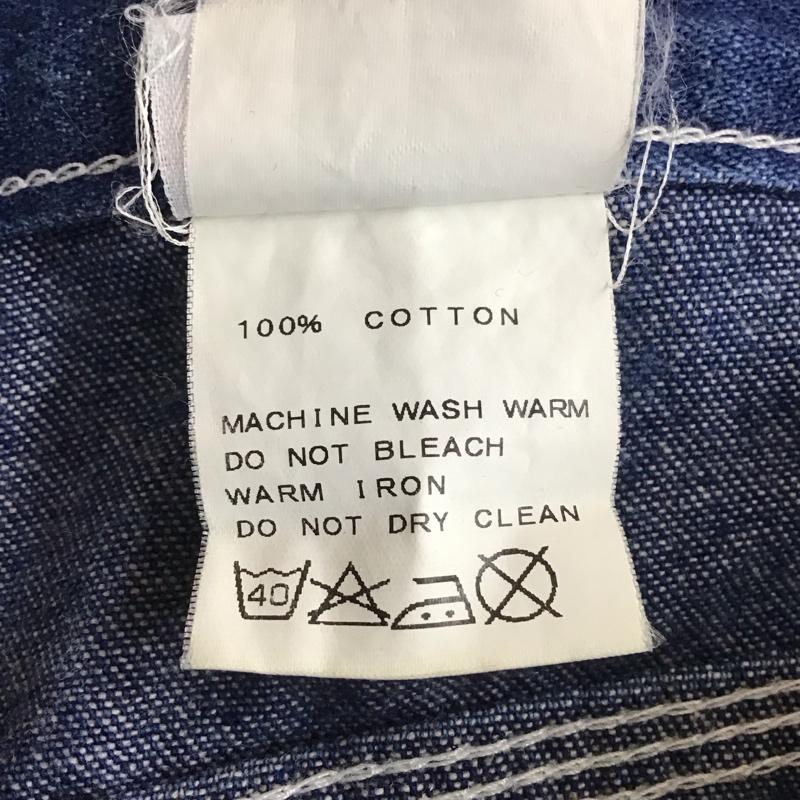 100% COTTON
MACHINE WASH WARM
DO NOT BLEACH
WARM IRON
DO NOT DRY CLEAN
40